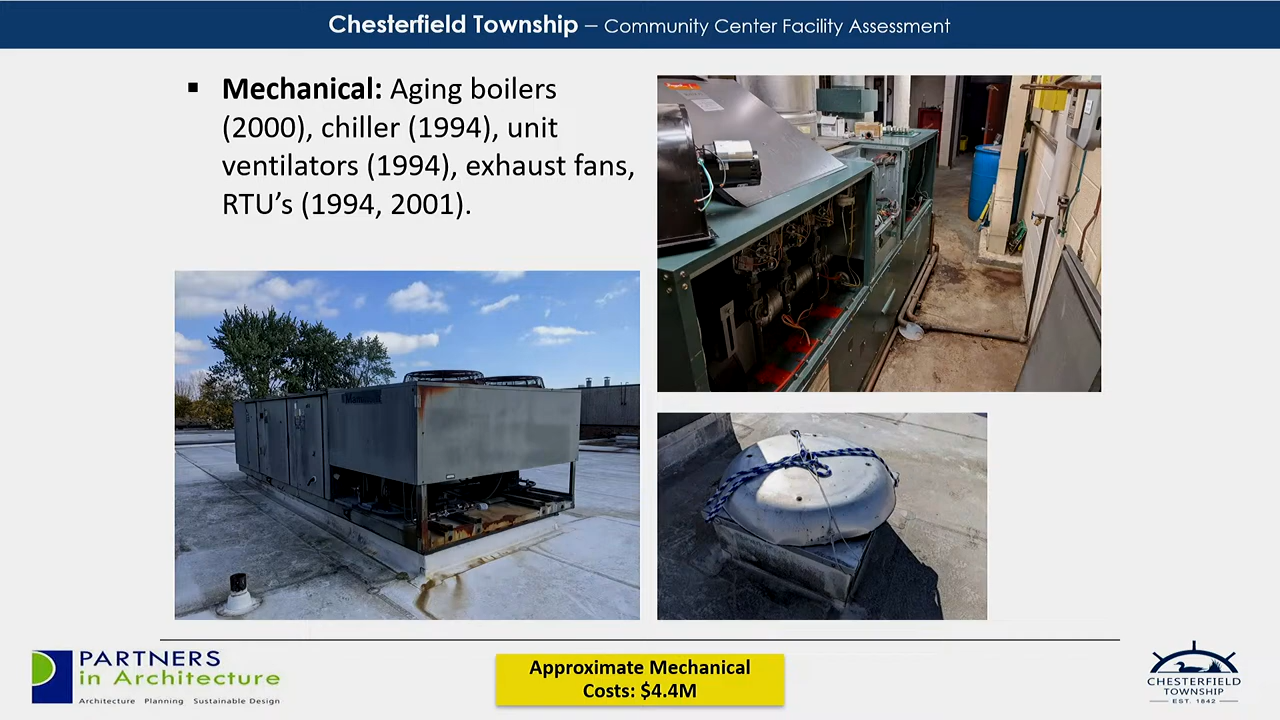 Chesterfield Township – Community Center Facility Assessment
▪ Mechanical: Aging boilers
(2000), chiller (1994), unit
ventilators (1994), exhaust fans,
RTU’s (1994, 2001).
PARTNERS
in Architecture
Architecture Planning Sustainable Design
Approximate Mechanical
Costs: $4.4M
CHESTERFIELD
TOWNSHIP
EST. 1842